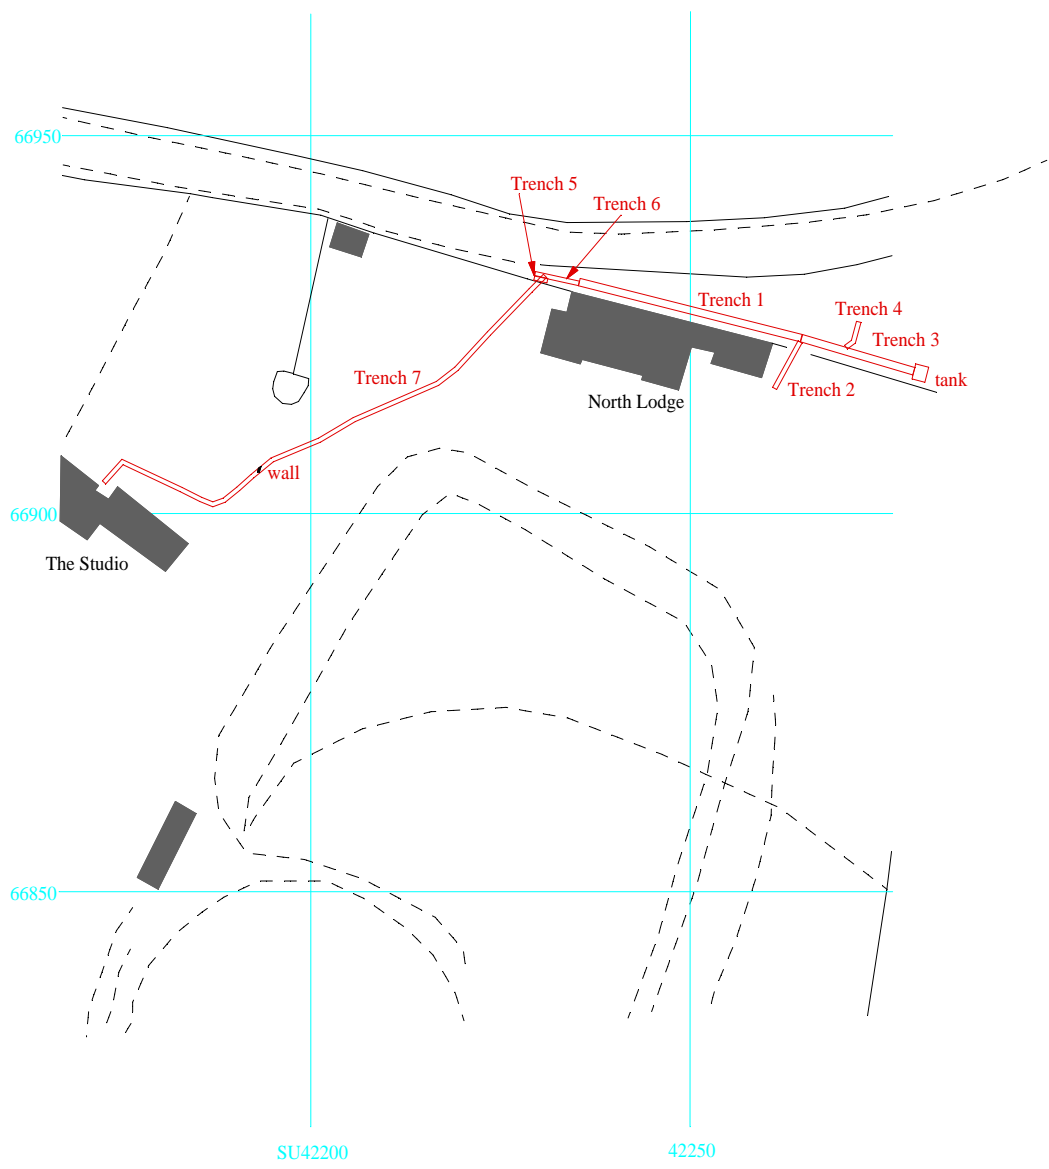 66950
Trench 5
Trench 6
Trench 1
Trench 4
Trench 3
Trench 7
tank
Trench 2
North Lodge
wall
66900
The Studio
66850
SU42200
42250